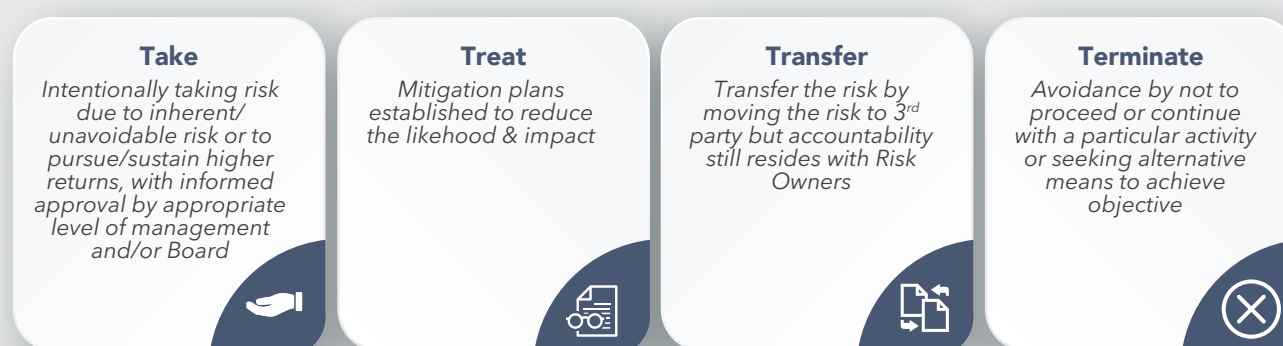 Take
Intentionally taking risk
due to inherent/
unavoidable risk or to
pursue/sustain higher
returns, with informed
approval by appropriate
level of management
and/or Board
Treat
Mitigation plans
established to reduce
the likehood & impact
Transfer
Transfer the risk by
moving the risk to 3rd
party but accountability
still resides with Risk
Owners
Terminate
Avoidance by not to
proceed or continue
with a particular activity
or seeking alternative
means to achieve
objective